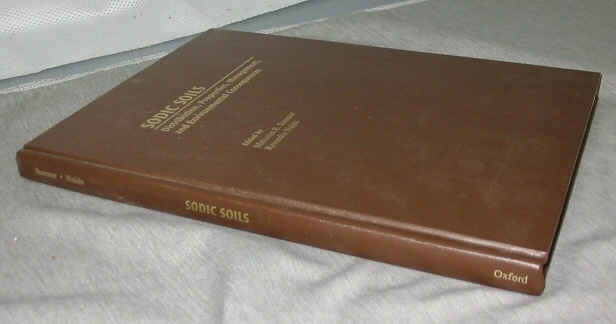 SODIC SOILS
Distribution, Properties, Management,
and Environmental Consequences
Edited by
Malcolm E. Sumner
Ravendra Naidu
Sumner • Naidu
SODIC SOILS
Oxford